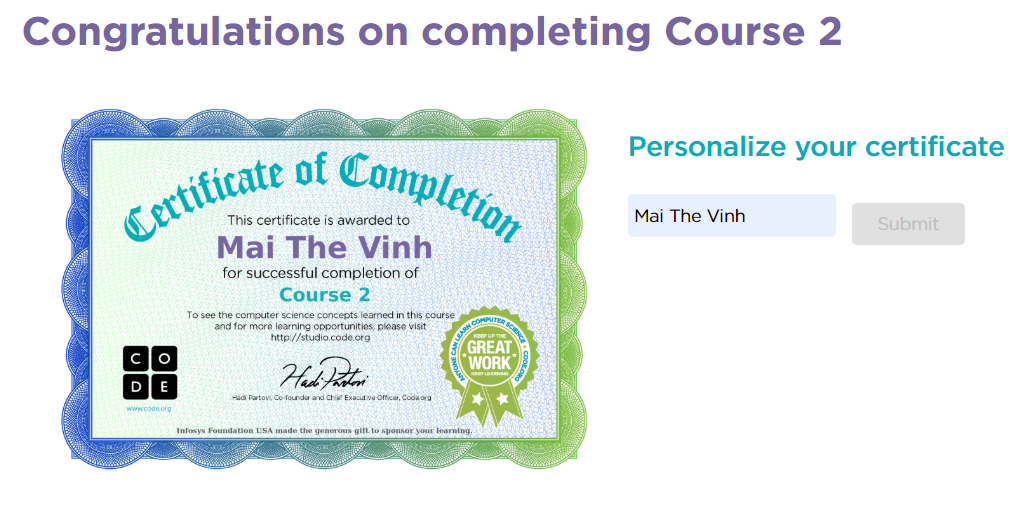 Congratulations on completing Course 2
Certificate of Completion
This certificate is awarded to
Mai The Vinh
for successful completion of
Course 2
To see the computer science concepts learned in this course
and for more learning opportunities, please visit
http://studio.code.org
C O
D E
www.code.org
Hadi Partovi
Hadi Partovi, Co-founder and Chief Executive Officer, Code.org
ANYONE CAN LEARN COMPUTER SCIENCE • CODE.ORG
KEEP UP THE
GREAT
WORK
KEEP LEARNING
Infosys Foundation USA made the generous gift to sponsor your learning.
Personalize your certificate
Mai The Vinh
Submit